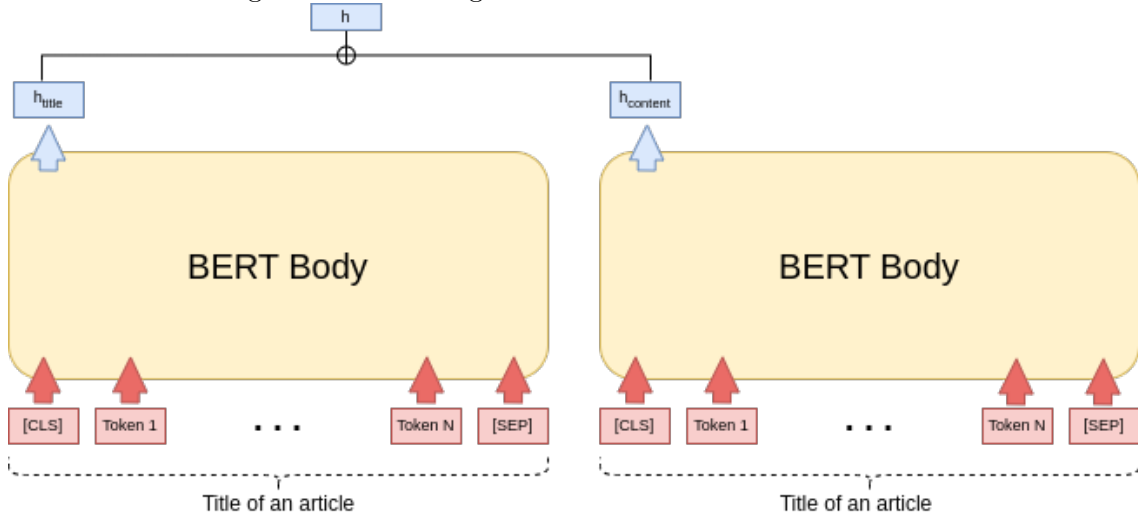 h
h_title h_content
BERT Body BERT Body
[CLS] Token 1 ... Token N [SEP] [CLS] Token 1 ... Token N [SEP]
Title of an article Title of an article